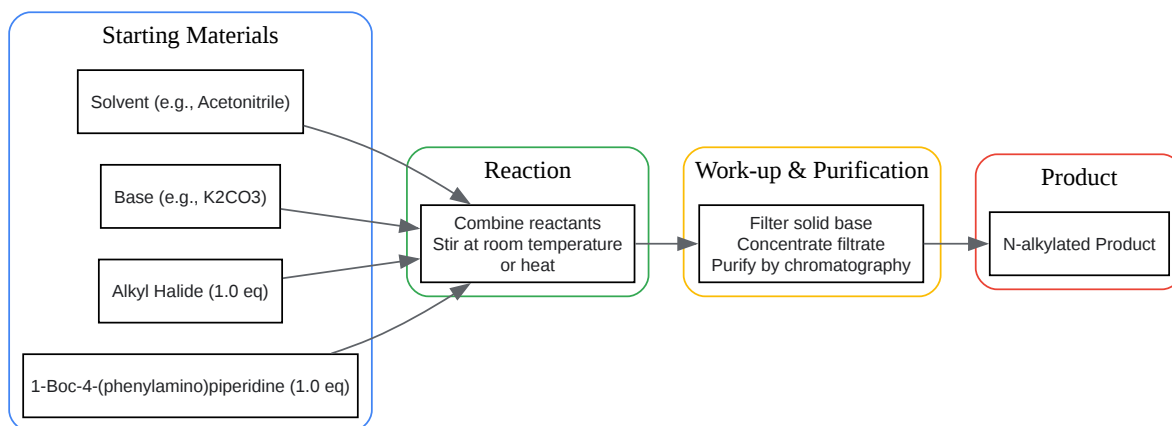 Starting Materials
Solvent (e.g., Acetonitrile)
Base (e.g., K2CO3)
Alkyl Halide (1.0 eq)
1-Boc-4-(phenylamino)piperidine (1.0 eq)
Reaction
Combine reactants
Stir at room temperature
or heat
Work-up & Purification
Filter solid base
Concentrate filtrate
Purify by chromatography
Product
N-alkylated Product